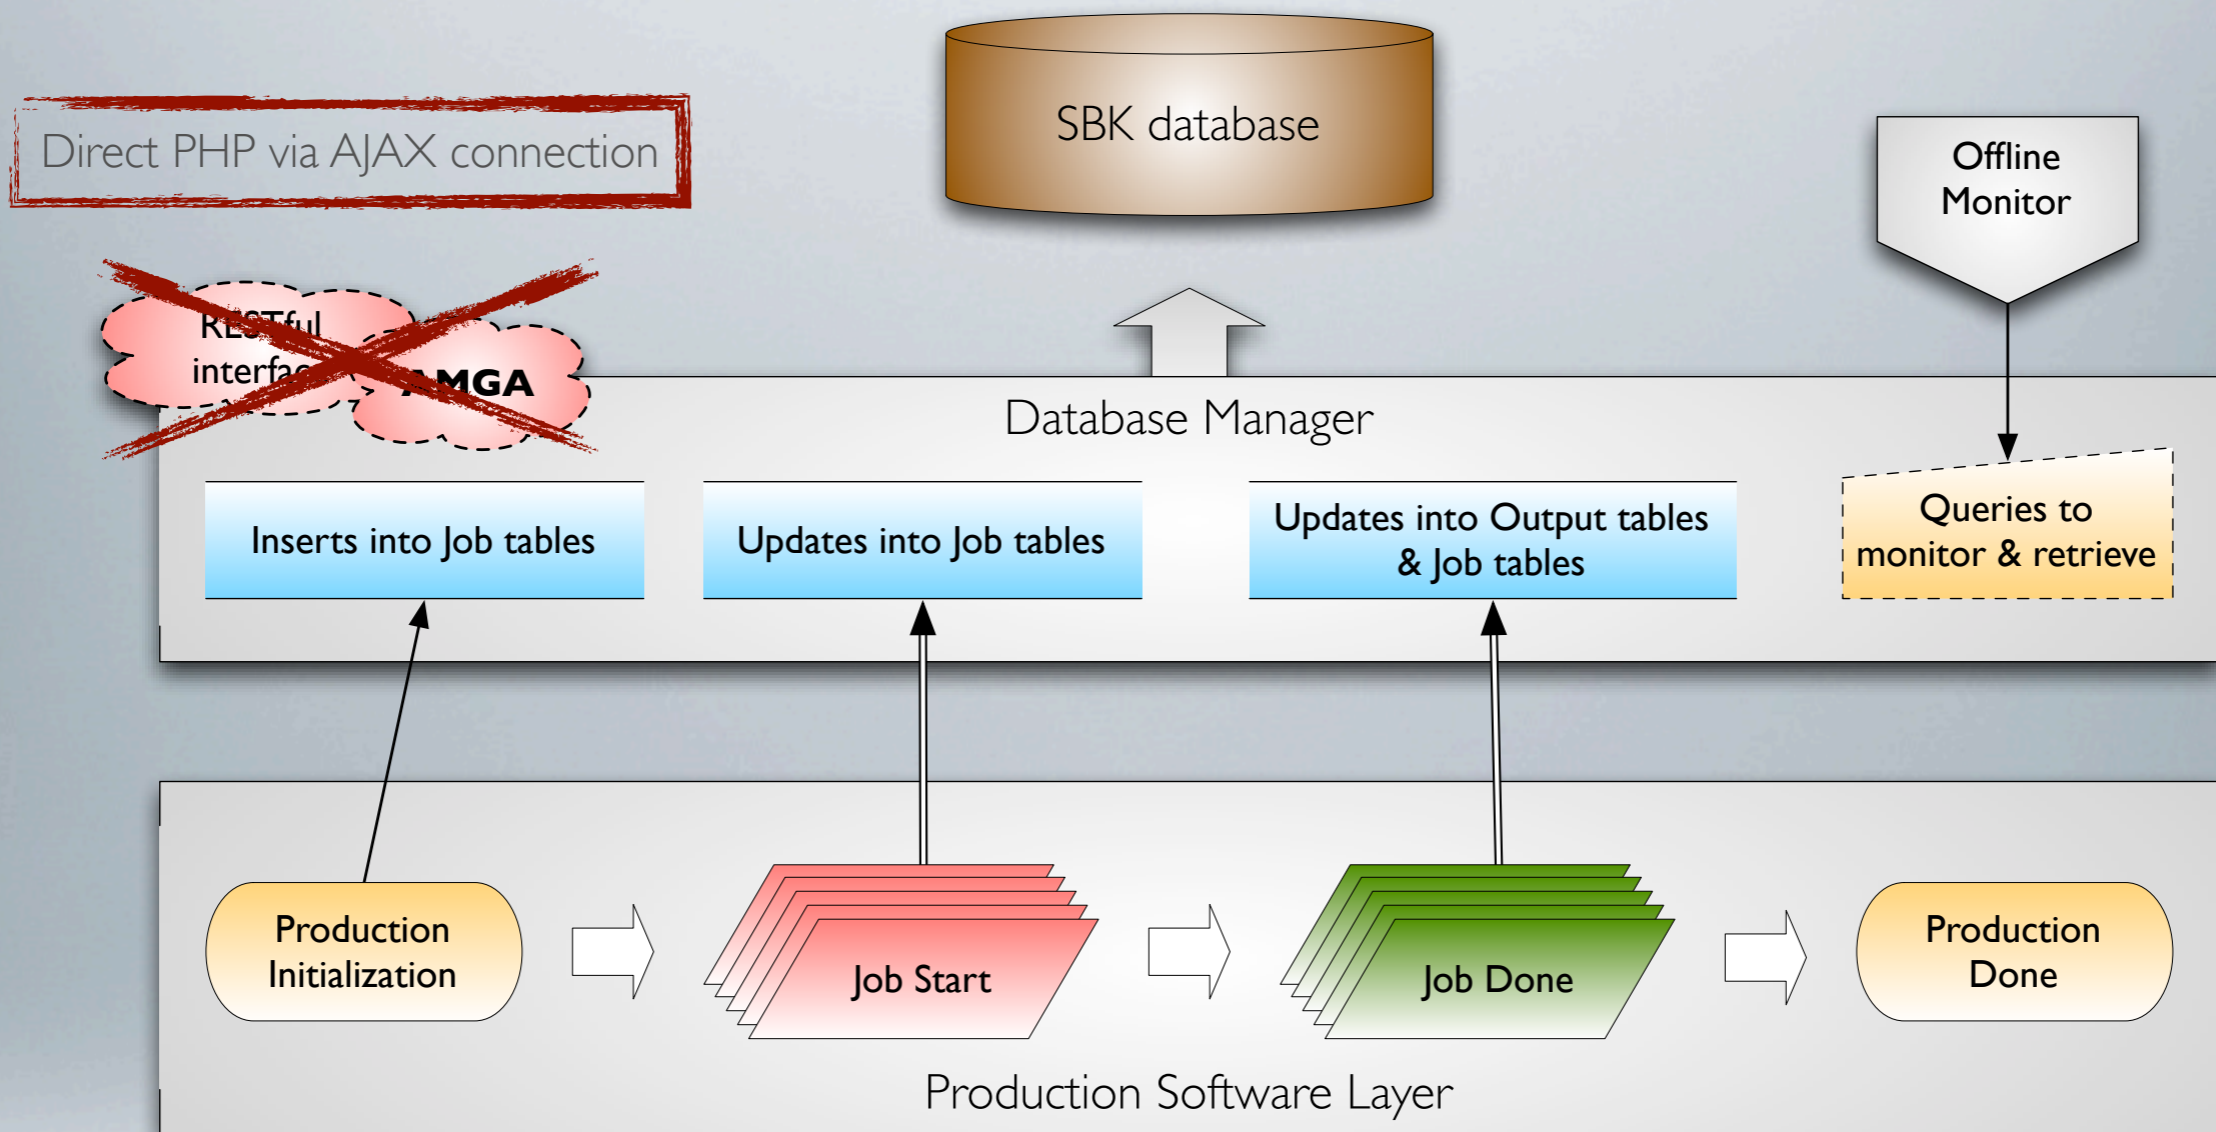 Direct PHP via AJAX connection
SBK database
Offline
Monitor
RESTful
interface
AMGA
Database Manager
Inserts into Job tables
Updates into Job tables
Updates into Output tables
& Job tables
Queries to
monitor & retrieve
Production
Initialization
Job Start
Job Done
Production
Done
Production Software Layer